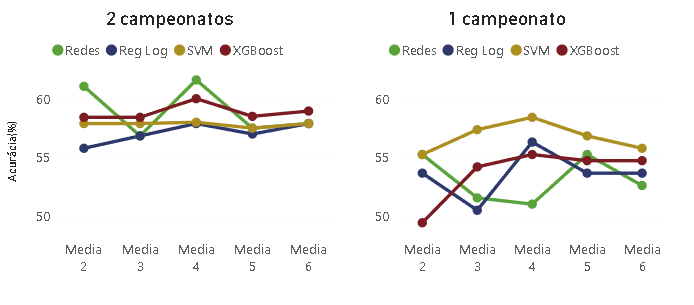 2 campeonatos
Redes Reg Log SVM XGBoost
Acurácia(%)
60
55
50
Media 2 Media 3 Media 4 Media 5 Media 6
1 campeonato
Redes Reg Log SVM XGBoost
60
55
50
Media 2 Media 3 Media 4 Media 5 Media 6